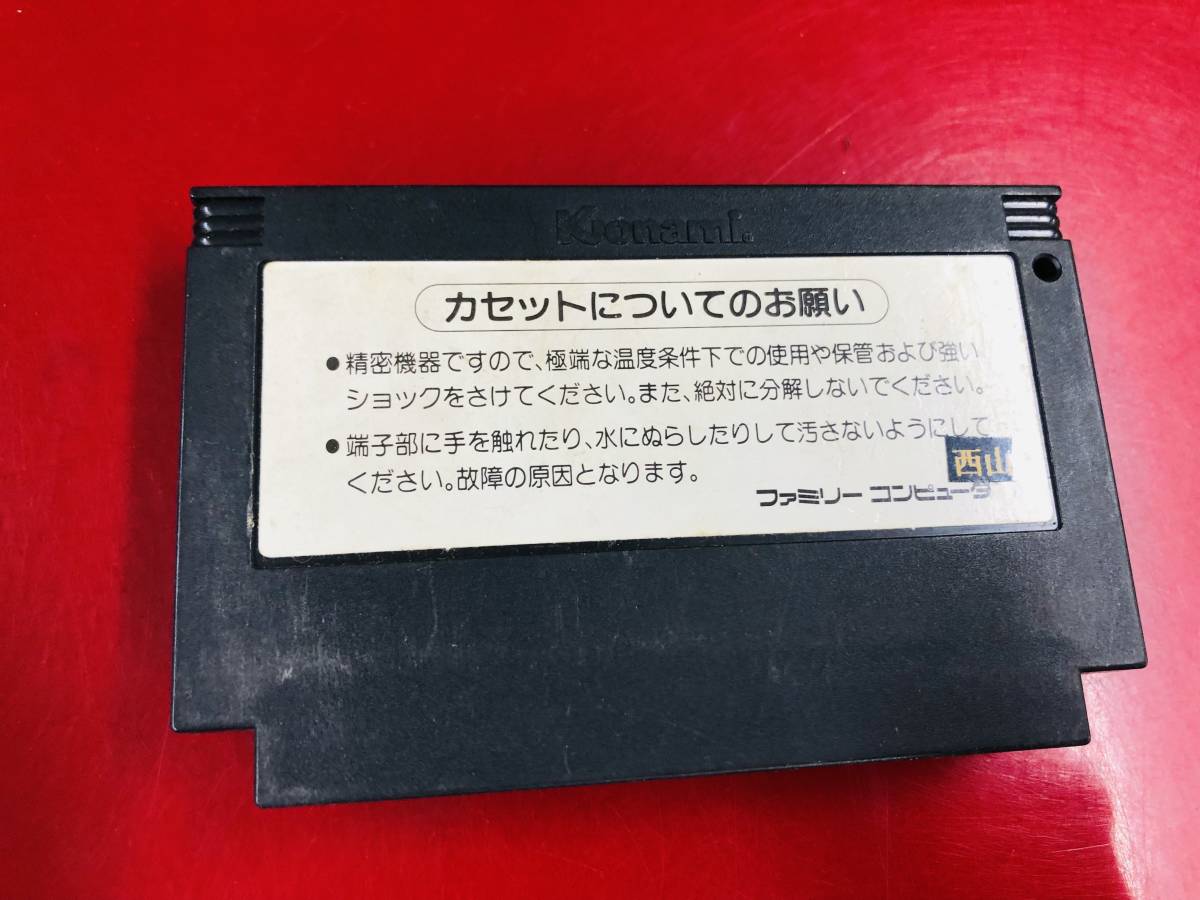 Konami.
カセットについてのお願い
●精密機器ですので、極端な温度条件下での使用や保管および強い
ショックをさけてください。また、絶対に分解しないでください。
●端子部に手を触れたり、水にぬらしたりして汚さないようにして
ください。故障の原因となります。
西山
ファミリー コンピュータ